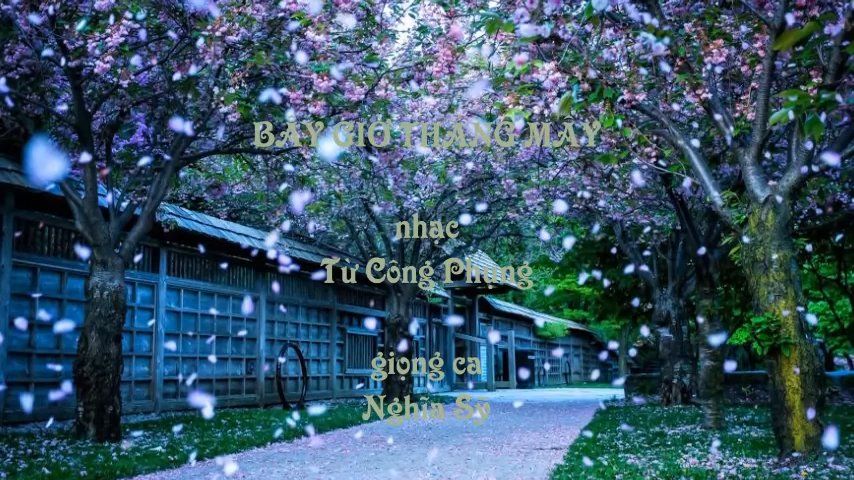 BÂY GIỜ THÁNG MẤY
nhạc
Từ Công Phụng
giọng ca
Nghĩa Sỹ